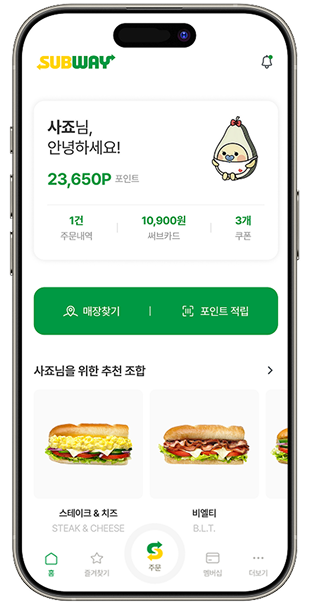 SUBWAY
사죠님,
안녕하세요!
23,650P 포인트
1건 10,900원 3개
주문내역 써브카드 쿠폰
매장찾기 포인트 적립
사죠님을 위한 추천 조합
스테이크 & 치즈 비엘티
STEAK & CHEESE B.L.T.
홈 즐겨찾기 주문 멤버십 더보기